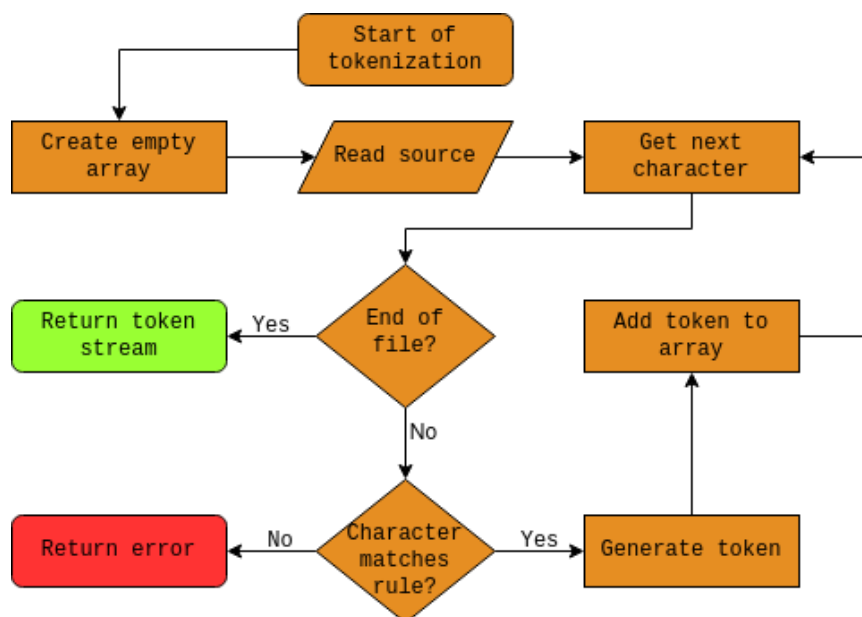 Start of
tokenization
Create empty
array
Read source
Get next
character
Return token
stream
Yes
End of
file?
Add token to
array
No
Return error
No
Character
matches
rule?
Yes
Generate token